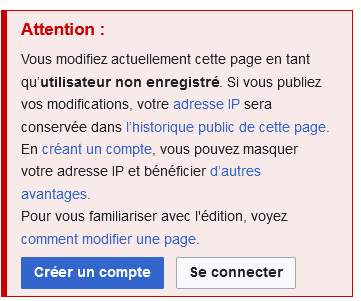 Attention :
Vous modifiez actuellement cette page en tant
qu’utilisateur non enregistré. Si vous publiez
vos modifications, votre adresse IP sera
conservée dans l’historique public de cette page.
En créant un compte, vous pouvez masquer
votre adresse IP et bénéficier d’autres
avantages.
Pour vous familiariser avec l'édition, voyez
comment modifier une page.
Créer un compte Se connecter